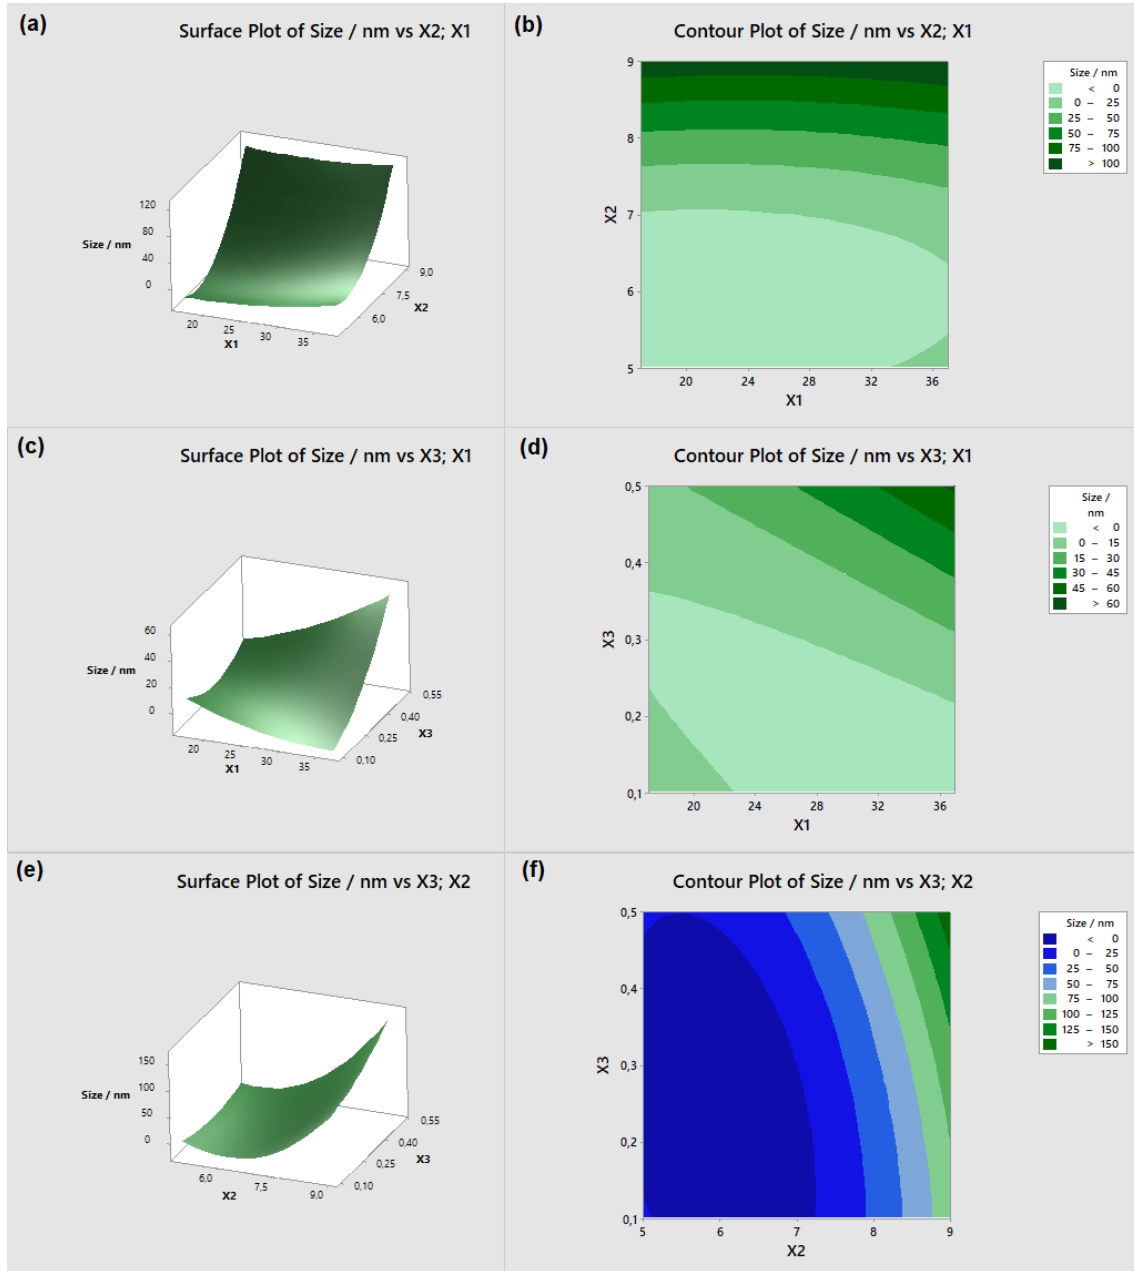 (a)
Surface Plot of Size / nm vs X2; X1
120
80
40
0
Size / nm
20
25
30
35
X1
6,0
7,5
9,0
X2
(b)
Contour Plot of Size / nm vs X2; X1
9
8
7
6
5
X2
20
24
28
32
36
X1
Size / nm
< 0
0 – 25
25 – 50
50 – 75
75 – 100
> 100
(c)
Surface Plot of Size / nm vs X3; X1
60
40
20
0
Size / nm
20
25
30
35
X1
0,10
0,25
0,40
0,55
X3
(d)
Contour Plot of Size / nm vs X3; X1
0,5
0,4
0,3
0,2
0,1
X3
20
24
28
32
36
X1
Size /
nm
< 0
0 – 15
15 – 30
30 – 45
45 – 60
> 60
(e)
Surface Plot of Size / nm vs X3; X2
150
100
50
0
Size / nm
6,0
7,5
9,0
X2
0,10
0,25
0,40
0,55
X3
(f)
Contour Plot of Size / nm vs X3; X2
0,5
0,4
0,3
0,2
0,1
X3
5
6
7
8
9
X2
Size / nm
< 0
0 – 25
25 – 50
50 – 75
75 – 100
100 – 125
125 – 150
> 150